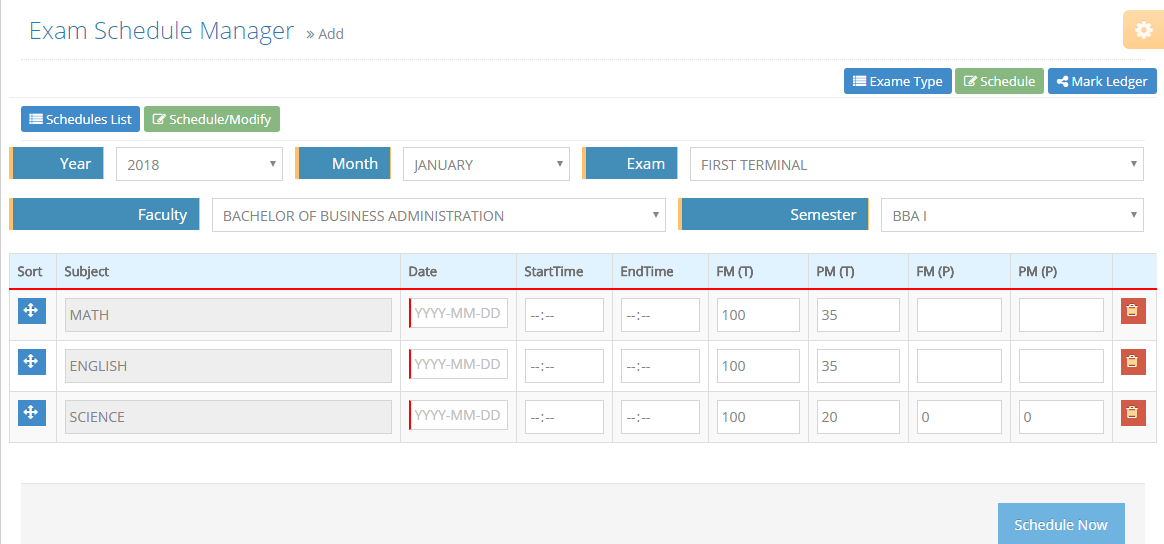 Exam Schedule Manager » Add
Exame Type Schedule Mark Ledger
Schedules List Schedule/Modify
Year 2018 Month JANUARY Exam FIRST TERMINAL
Faculty BACHELOR OF BUSINESS ADMINISTRATION Semester BBA I
Sort Subject Date StartTime EndTime FM (T) PM (T) FM (P) PM (P)
MATH YYYY-MM-DD --:-- --:-- 100 35
ENGLISH YYYY-MM-DD --:-- --:-- 100 35
SCIENCE YYYY-MM-DD --:-- --:-- 100 20 0 0
Schedule Now